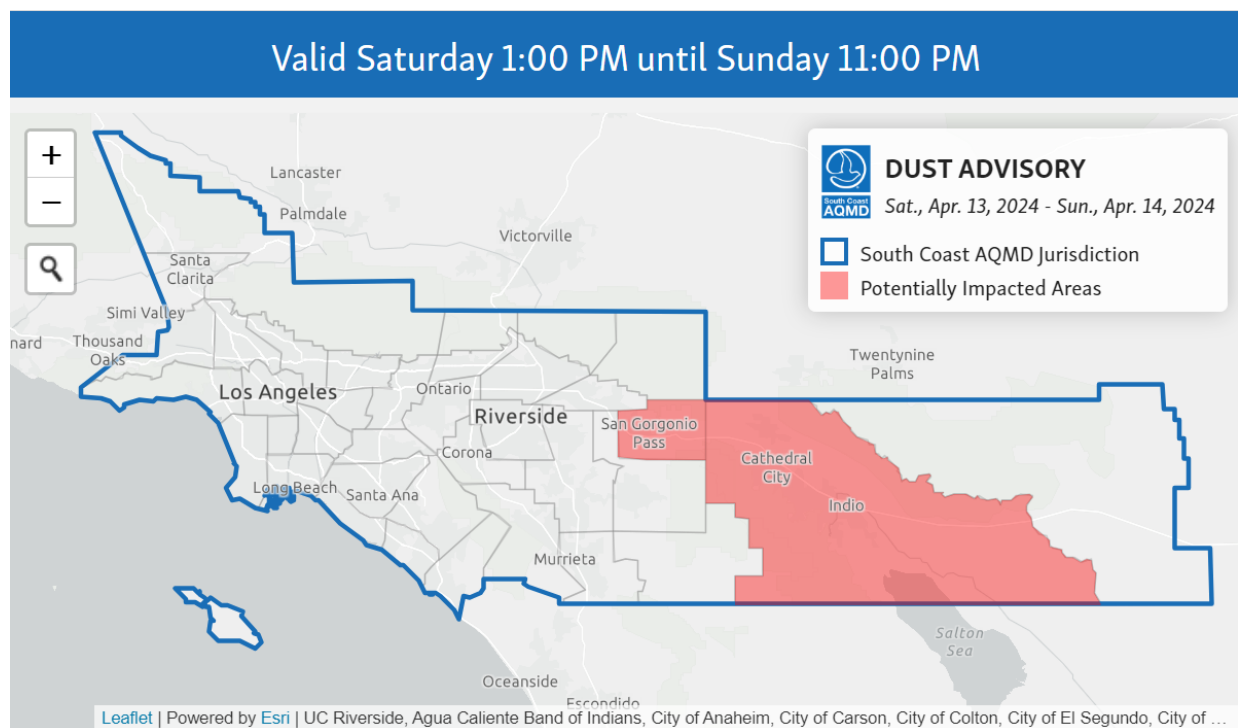 Valid Saturday 1:00 PM until Sunday 11:00 PM
+
−
DUST ADVISORY
South Coast
AQMD
Sat., Apr. 13, 2024 - Sun., Apr. 14, 2024
South Coast AQMD Jurisdiction
Potentially Impacted Areas
Lancaster
Palmdale
Victorville
Santa
Clarita
Simi Valley
nard
Thousand
Oaks
Twentynine
Palms
Los Angeles
Ontario
Riverside
San Gorgonio
Pass
Corona
Cathedral
City
Long Beach
Santa Ana
Indio
Murrieta
Salton
Sea
Oceanside
Escondido
Leaflet | Powered by Esri | UC Riverside, Agua Caliente Band of Indians, City of Anaheim, City of Carson, City of Colton, City of El Segundo, City of ...